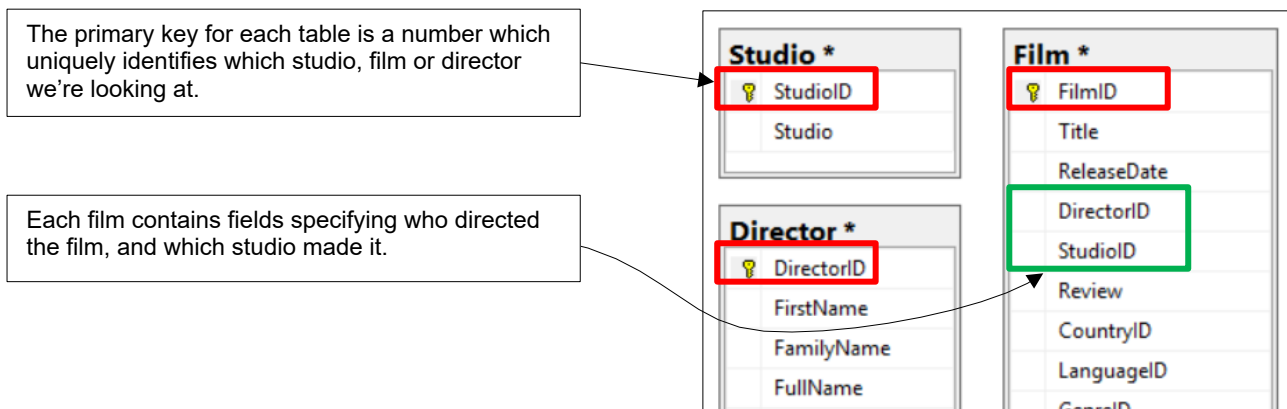 The primary key for each table is a number which
uniquely identifies which studio, film or director
we're looking at.
Each film contains fields specifying who directed
the film, and which studio made it.
Studio *
StudioID
Studio
Director *
DirectorID
FirstName
FamilyName
FullName
Film *
FilmID
Title
ReleaseDate
DirectorID
StudioID
Review
CountryID
LanguageID
GenreID